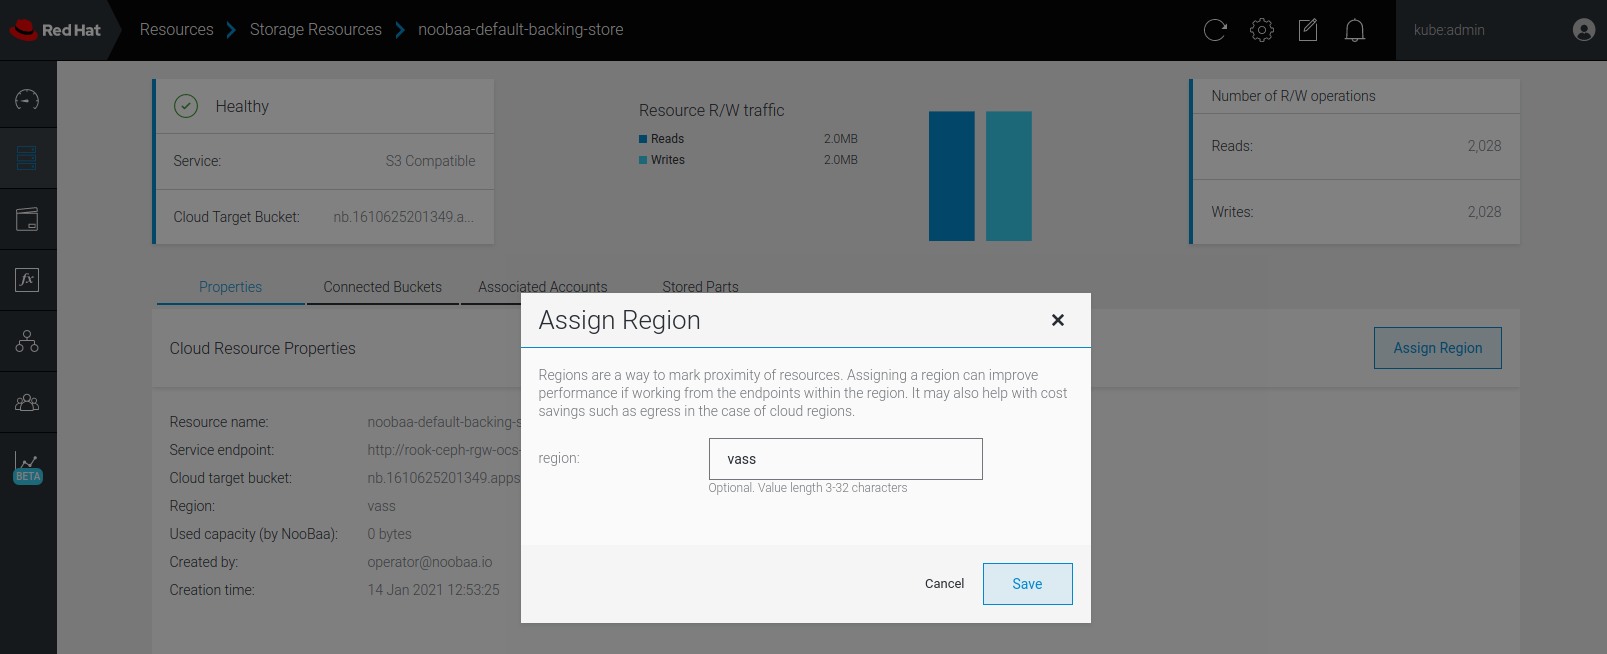 Red Hat
Resources
Storage Resources
noobaa-default-backing-store
kube:admin
Healthy
Service: S3 Compatible
Cloud Target Bucket: nb.1610625201349.a...
Resource R/W traffic
Reads 2.0MB
Writes 2.0MB
Number of R/W operations
Reads: 2,028
Writes: 2,028
fx
BETA
Properties
Connected Buckets
Associated Accounts
Stored Parts
Cloud Resource Properties
Assign Region
Resource name: noobaa-default-backing-s
Service endpoint: http://rook-ceph-rgw-ocs-
Cloud target bucket: nb.1610625201349.apps
Region: vass
Used capacity (by NooBaa): 0 bytes
Created by: operator@noobaa.io
Creation time: 14 Jan 2021 12:53:25
Assign Region
Regions are a way to mark proximity of resources. Assigning a region can improve
performance if working from the endpoints within the region. It may also help with cost
savings such as egress in the case of cloud regions.
region: vass
Optional. Value length 3-32 characters
Cancel
Save